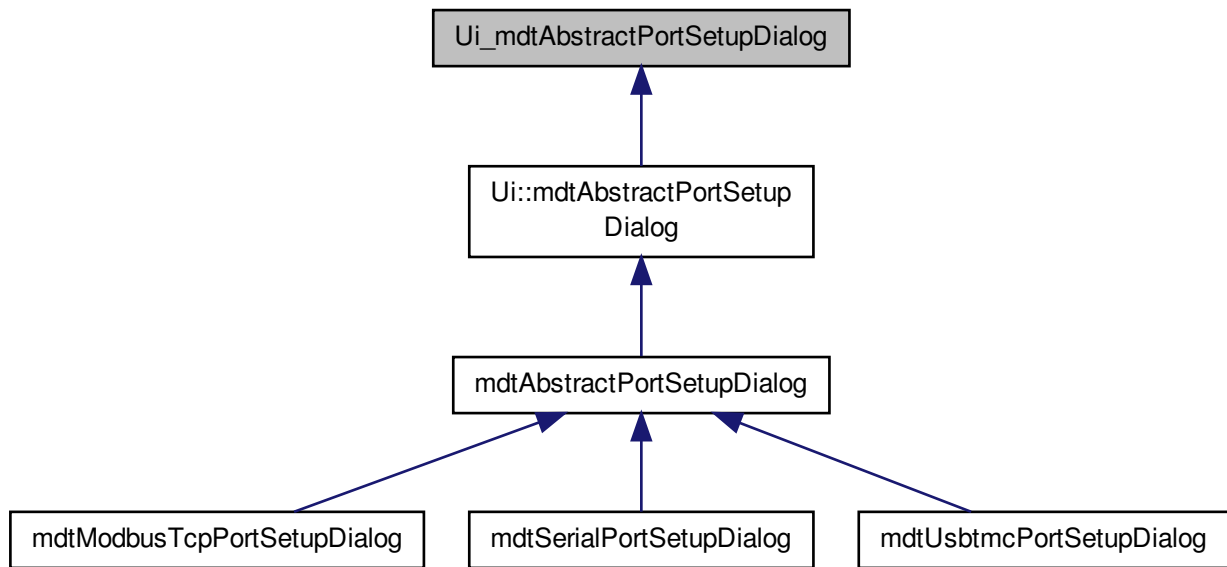 Ui_mdtAbstractPortSetupDialog
Ui::mdtAbstractPortSetup
Dialog
mdtAbstractPortSetupDialog
mdtModbusTcpPortSetupDialog
mdtSerialPortSetupDialog
mdtUsbtmcPortSetupDialog